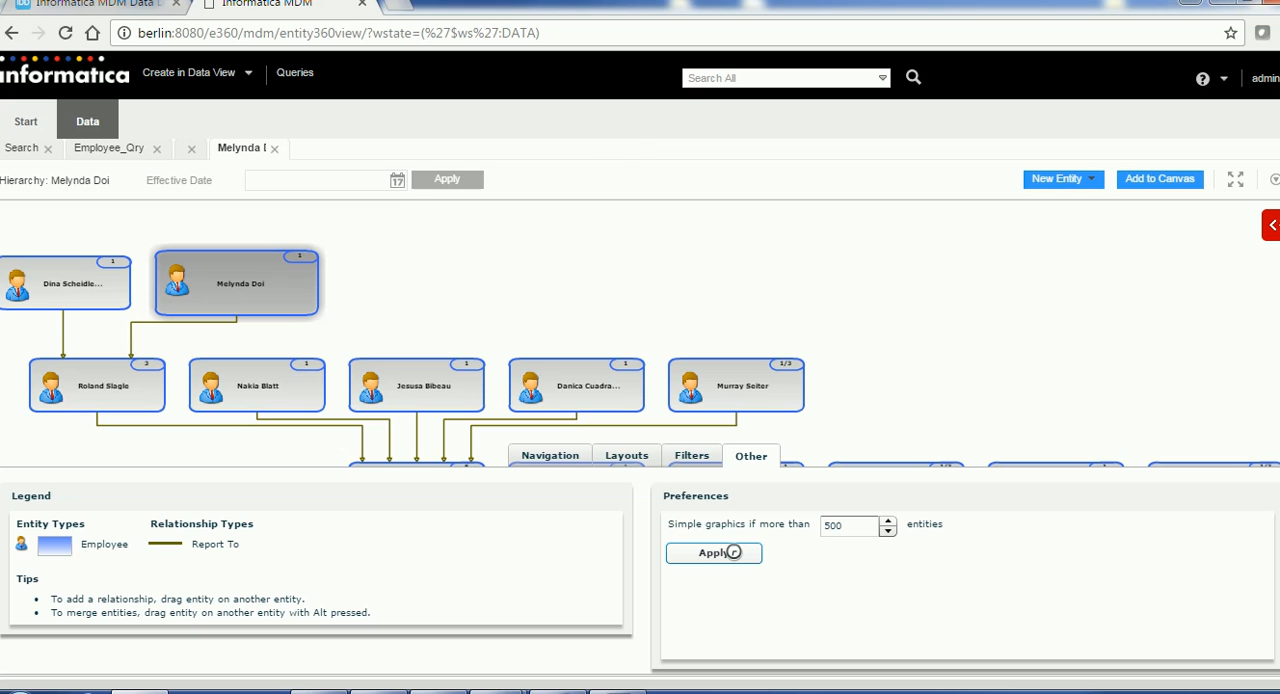 Informatica MDM Data D
Informatica MDM
berlin:8080/e360/mdm/entity360view/?wstate=(%27$ws%27:DATA)
informatica Create in Data View Queries Search All admin
Start Data
Search Employee_Qry Melynda D
Hierarchy: Melynda Doi Effective Date 17 Apply New Entity Add to Canvas
1 1
Dina Scheidle... Melynda Doi
3 1 1 1 1/3
Roland Slagle Nakia Blatt Jesusa Bibeau Danica Cuadra... Murray Seiter
Navigation Layouts Filters Other
Legend
Entity Types Relationship Types
Employee Report To
Tips
• To add a relationship, drag entity on another entity.
• To merge entities, drag entity on another entity with Alt pressed.
Preferences
Simple graphics if more than 500 entities
Apply